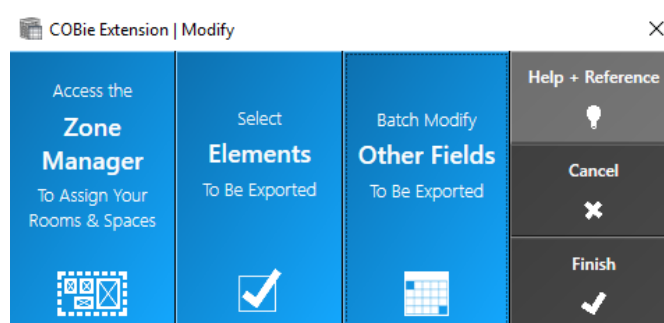 COBie Extension | Modify
Access the
Zone
Manager
To Assign Your
Rooms & Spaces
Select
Elements
To Be Exported
Batch Modify
Other Fields
To Be Exported
Help + Reference
Cancel
Finish